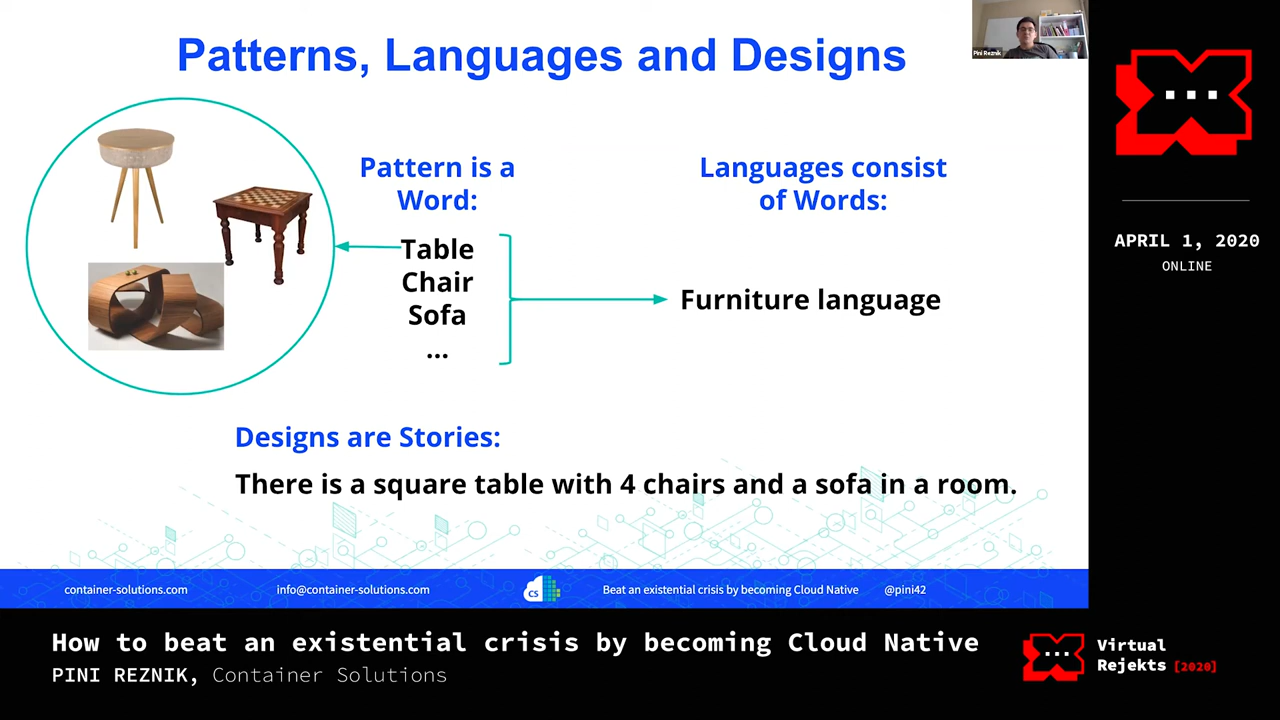 Patterns, Languages and Designs
Pini Reznik
Pattern is a
Word:
Table
Chair
Sofa
...
Languages consist
of Words:
Furniture language
Designs are Stories:
There is a square table with 4 chairs and a sofa in a room.
container-solutions.com
info@container-solutions.com
CS
Beat an existential crisis by becoming Cloud Native
@pini42
APRIL 1, 2020
ONLINE
How to beat an existential crisis by becoming Cloud Native
PINI REZNIK, Container Solutions
Virtual
Rejekts [2020]